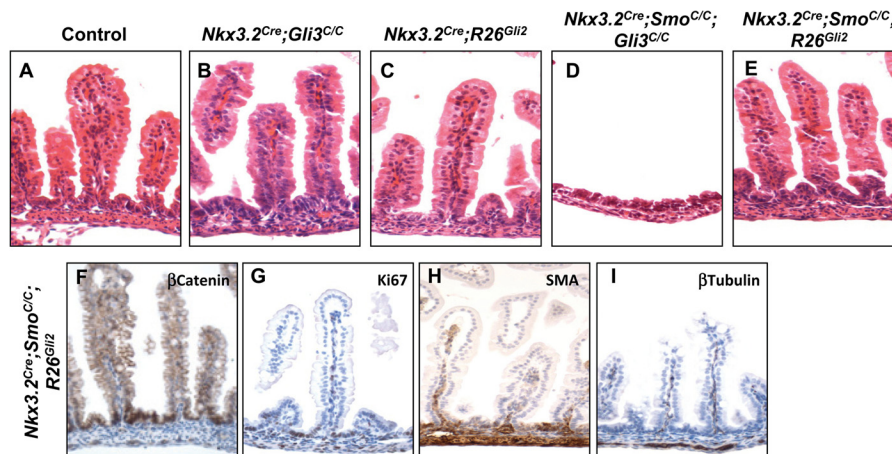 Control
Nkx3.2Cre;Gli3C/C
Nkx3.2Cre;R26Gli2
Nkx3.2Cre;SmoC/C;
Gli3C/C
Nkx3.2Cre;SmoC/C;
R26Gli2
A
B
C
D
E
Nkx3.2Cre;SmoC/C;
R26Gli2
F
βCatenin
G
Ki67
H
SMA
I
βTubulin